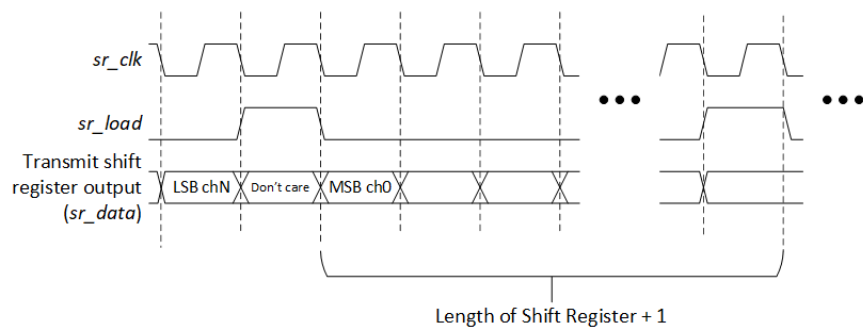 sr_clk
sr_load
Transmit shift
register output
(sr_data)
LSB chN
Don't care
MSB ch0
Length of Shift Register + 1